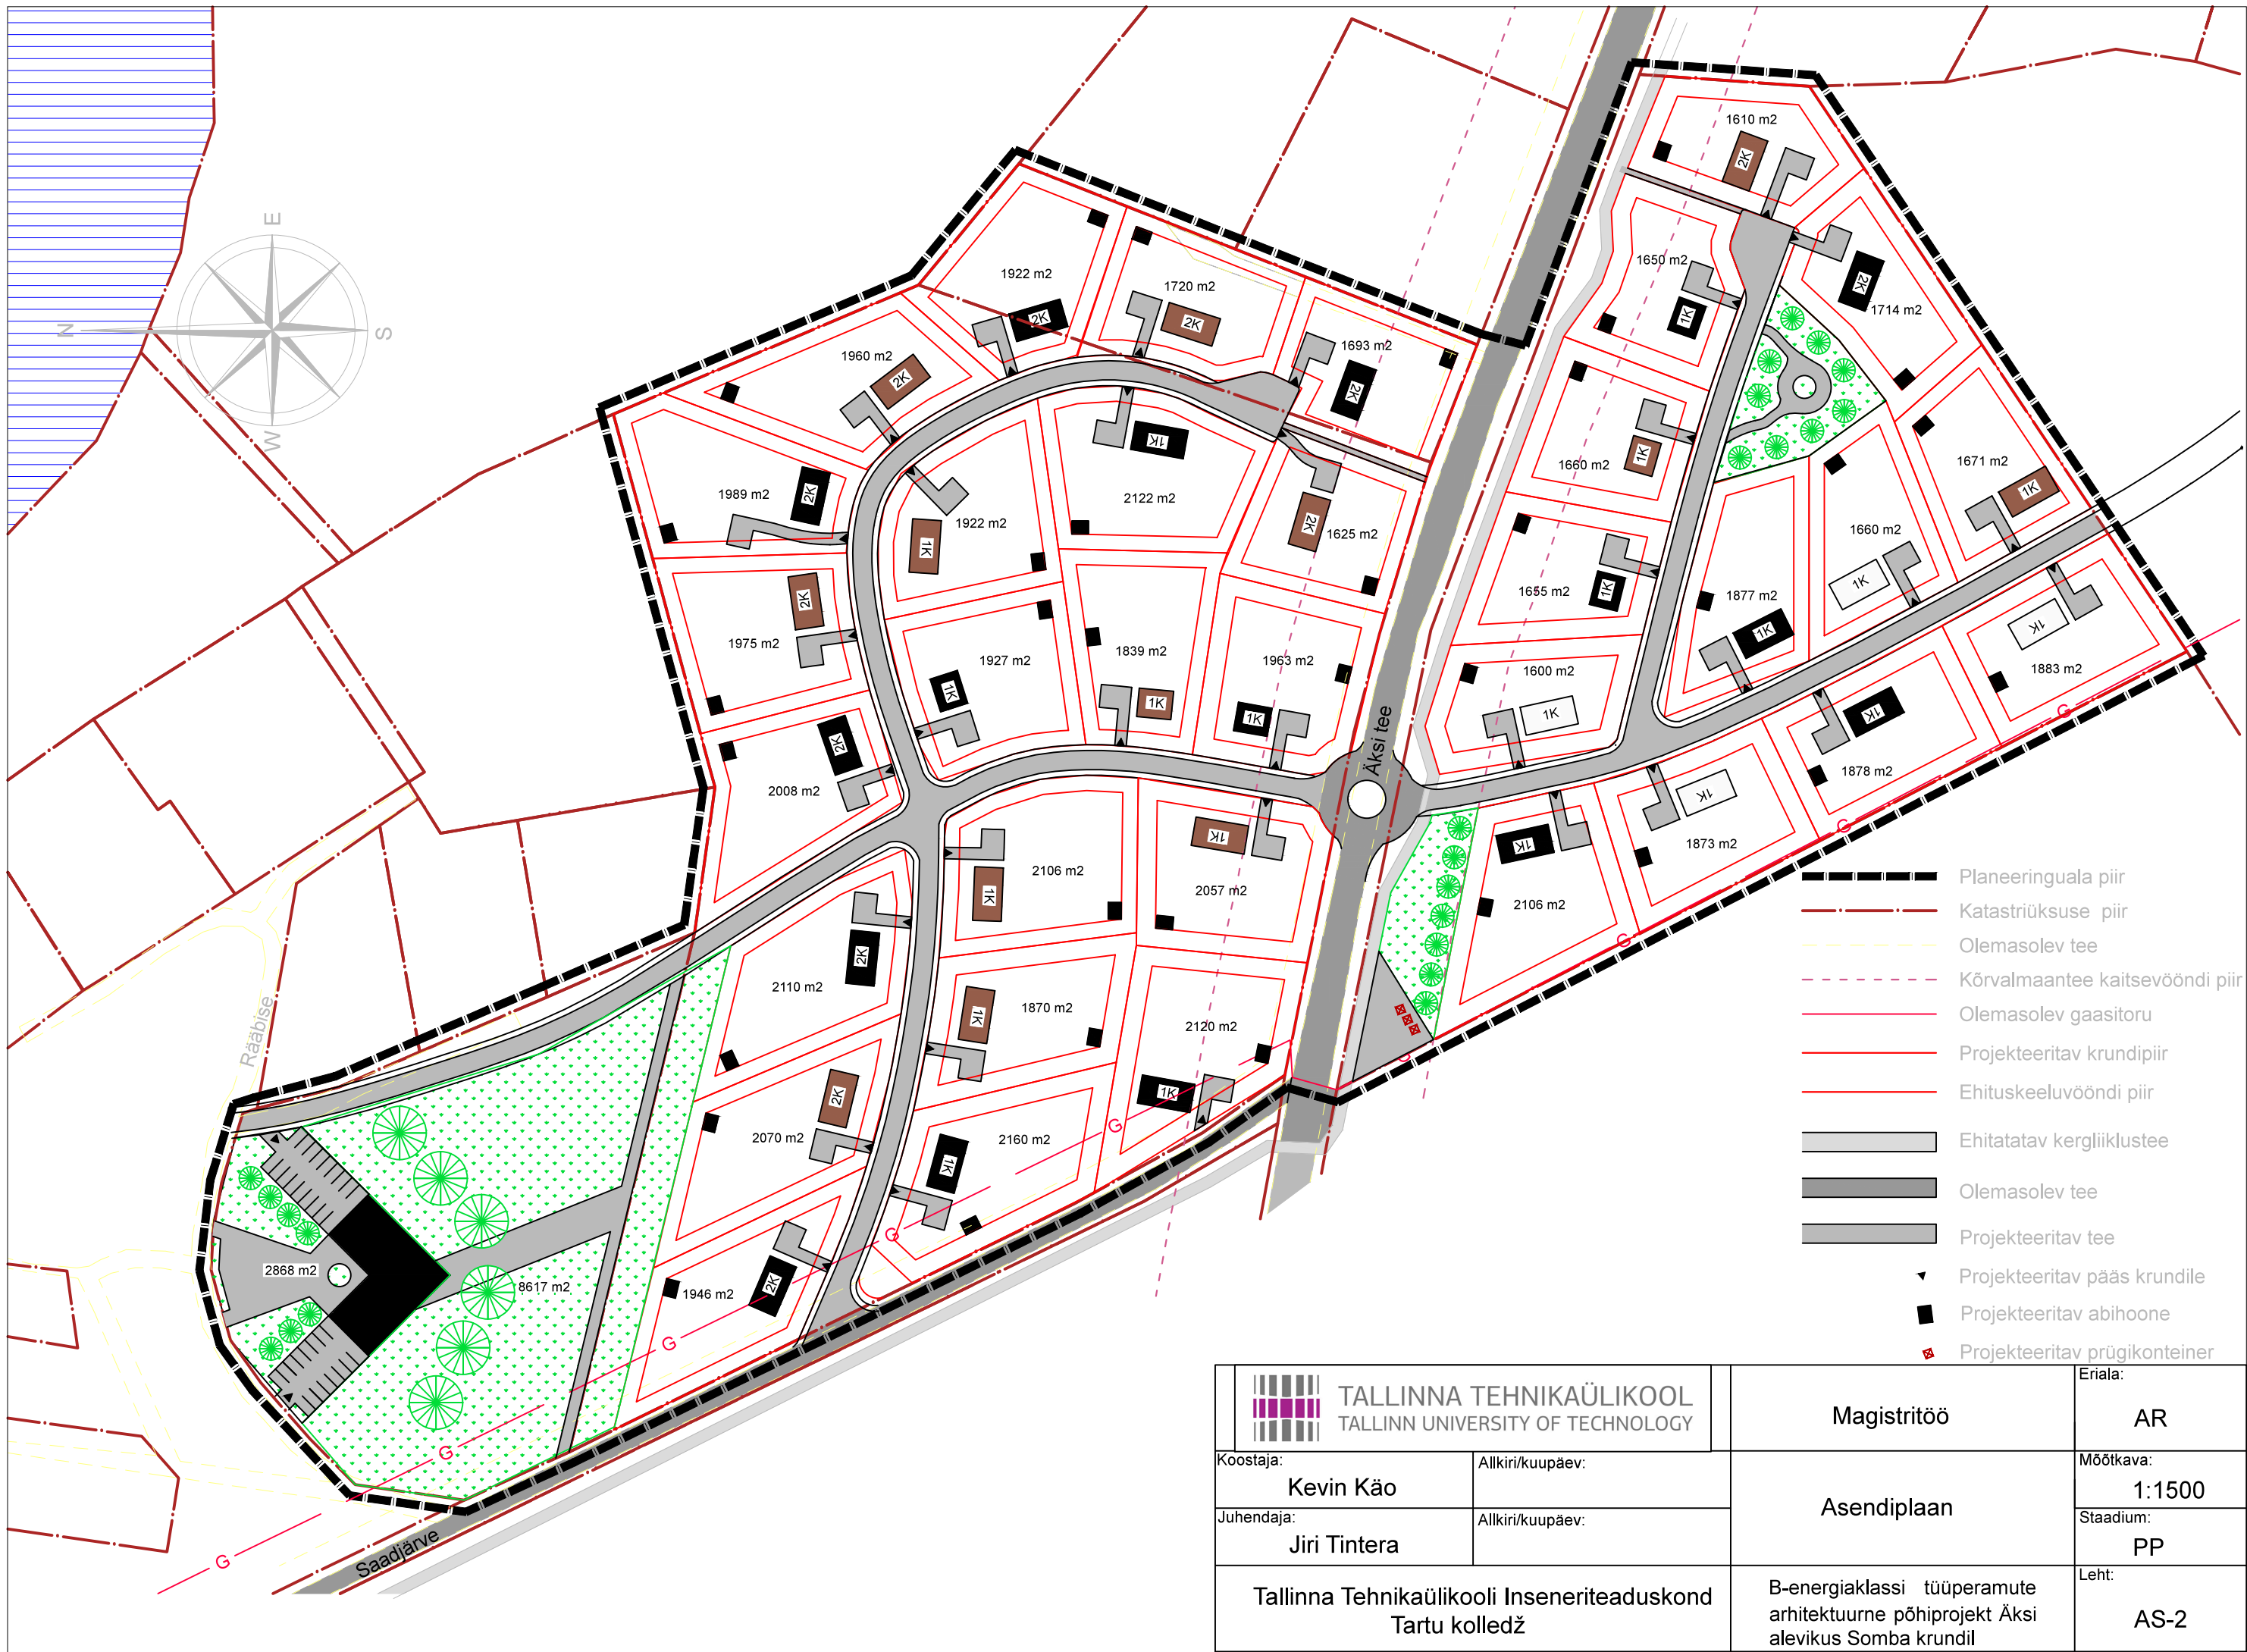 E
N
S
W
1610 m2
2K
1650 m2
1K
2K
1714 m2
1922 m2
2K
1720 m2
2K
1693 m2
2K
1960 m2
2K
1660 m2
1K
1671 m2
1K
1989 m2
2K
1922 m2
1K
2122 m2
1K
2K
1625 m2
1655 m2
1K
1877 m2
1K
1660 m2
1K
1K
1883 m2
1975 m2
2K
1927 m2
1K
1839 m2
1K
1963 m2
1K
1600 m2
1K
Äksi tee
2008 m2
2K
1K
1878 m2
1K
1873 m2
2106 m2
1K
1K
2057 m2
1K
2106 m2
G
G
G
G
2110 m2
2K
1870 m2
1K
2120 m2
1K
G
2070 m2
2K
2160 m2
1K
G
1946 m2
2K
G
Rääbise
2868 m2
8617 m2
G
G
Saadjärve
Planeeringuala piir
Katastriüksuse piir
Olemasolev tee
Kõrvalmaantee kaitsevööndi piir
Olemasolev gaasitoru
Projekteeritav krundipiir
Ehituskeeluvööndi piir
Ehitatatav kergliiklustee
Olemasolev tee
Projekteeritav tee
Projekteeritav pääs krundile
Projekteeritav abihoone
Projekteeritav prügikonteiner
TALLINNA TEHNIKAÜLIKOOL
TALLINN UNIVERSITY OF TECHNOLOGY
Magistritöö
Eriala:
AR
Koostaja:
Kevin Käo
Allkiri/kuupäev:
Asendiplaan
Mõõtkava:
1:1500
Juhendaja:
Jiri Tintera
Allkiri/kuupäev:
Staadium:
PP
Tallinna Tehnikaülikooli Inseneriteaduskond
Tartu kolledž
B-energiaklassi tüüperamute
arhitektuurne põhiprojekt Äksi
alevikus Somba krundil
Leht:
AS-2